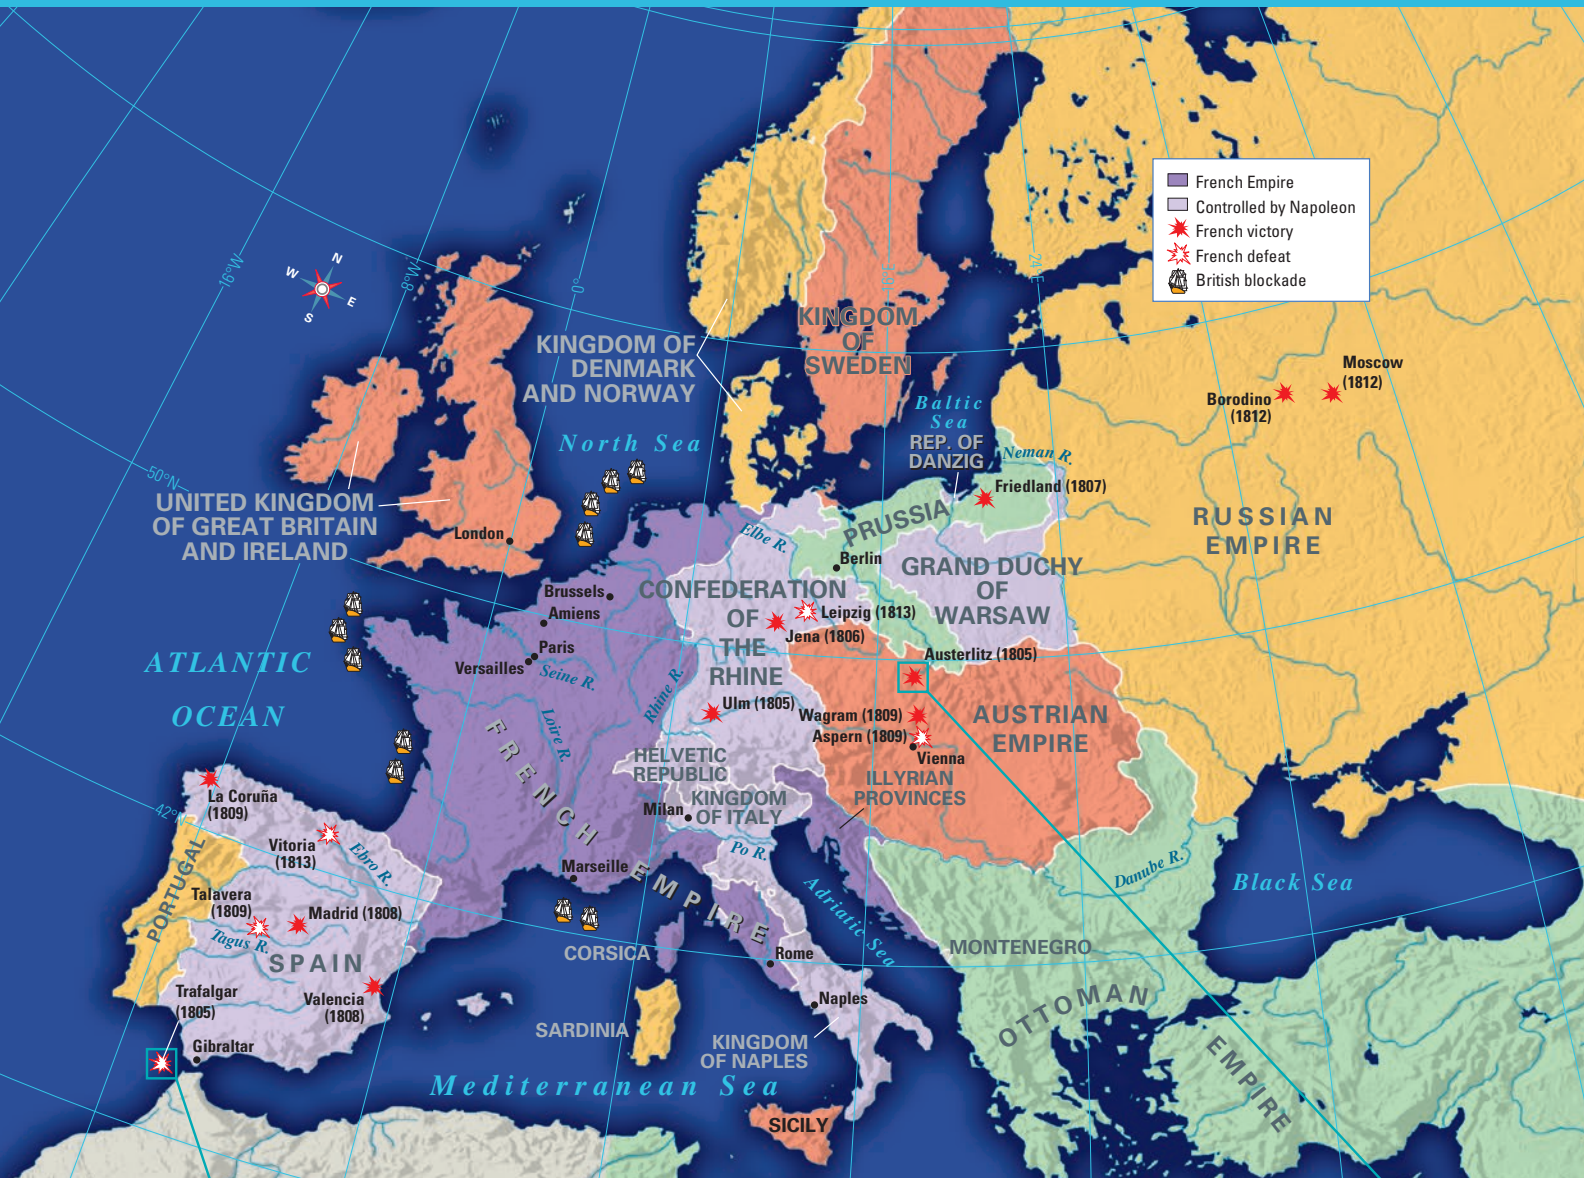 French Empire
Controlled by Napoleon
French victory
French defeat
British blockade
N
W
E
S
16°W
8°W
0°
24°E
50°N
42°N
KINGDOM OF
DENMARK
AND NORWAY
KINGDOM
OF
SWEDEN
Moscow
(1812)
Borodino
(1812)
Baltic
Sea
REP. OF
DANZIG
Neman R.
Friedland (1807)
North Sea
UNITED KINGDOM
OF GREAT BRITAIN
AND IRELAND
London
PRUSSIA
Elbe R.
Berlin
RUSSIAN
EMPIRE
GRAND DUCHY
OF
WARSAW
CONFEDERATION
OF
THE
RHINE
Brussels
Amiens
Leipzig (1813)
Jena (1806)
Paris
Versailles
Seine R.
Austerlitz (1805)
ATLANTIC
OCEAN
Rhine R.
Ulm (1805)
Loire R.
Wagram (1809)
Aspern (1809)
Vienna
AUSTRIAN
EMPIRE
FRENCH EMPIRE
HELVETIC
REPUBLIC
ILLYRIAN
PROVINCES
KINGDOM
OF ITALY
Milan
La Coruña
(1809)
Vitoria
(1813)
Ebro R.
Po R.
Marseille
Danube R.
Black Sea
PORTUGAL
Talavera
(1809)
Madrid (1808)
Tagus R.
SPAIN
Adriatic Sea
CORSICA
Rome
MONTENEGRO
Trafalgar
(1805)
Valencia
(1808)
Naples
OTTOMAN
EMPIRE
SARDINIA
KINGDOM
OF NAPLES
Gibraltar
Mediterranean Sea
SICILY